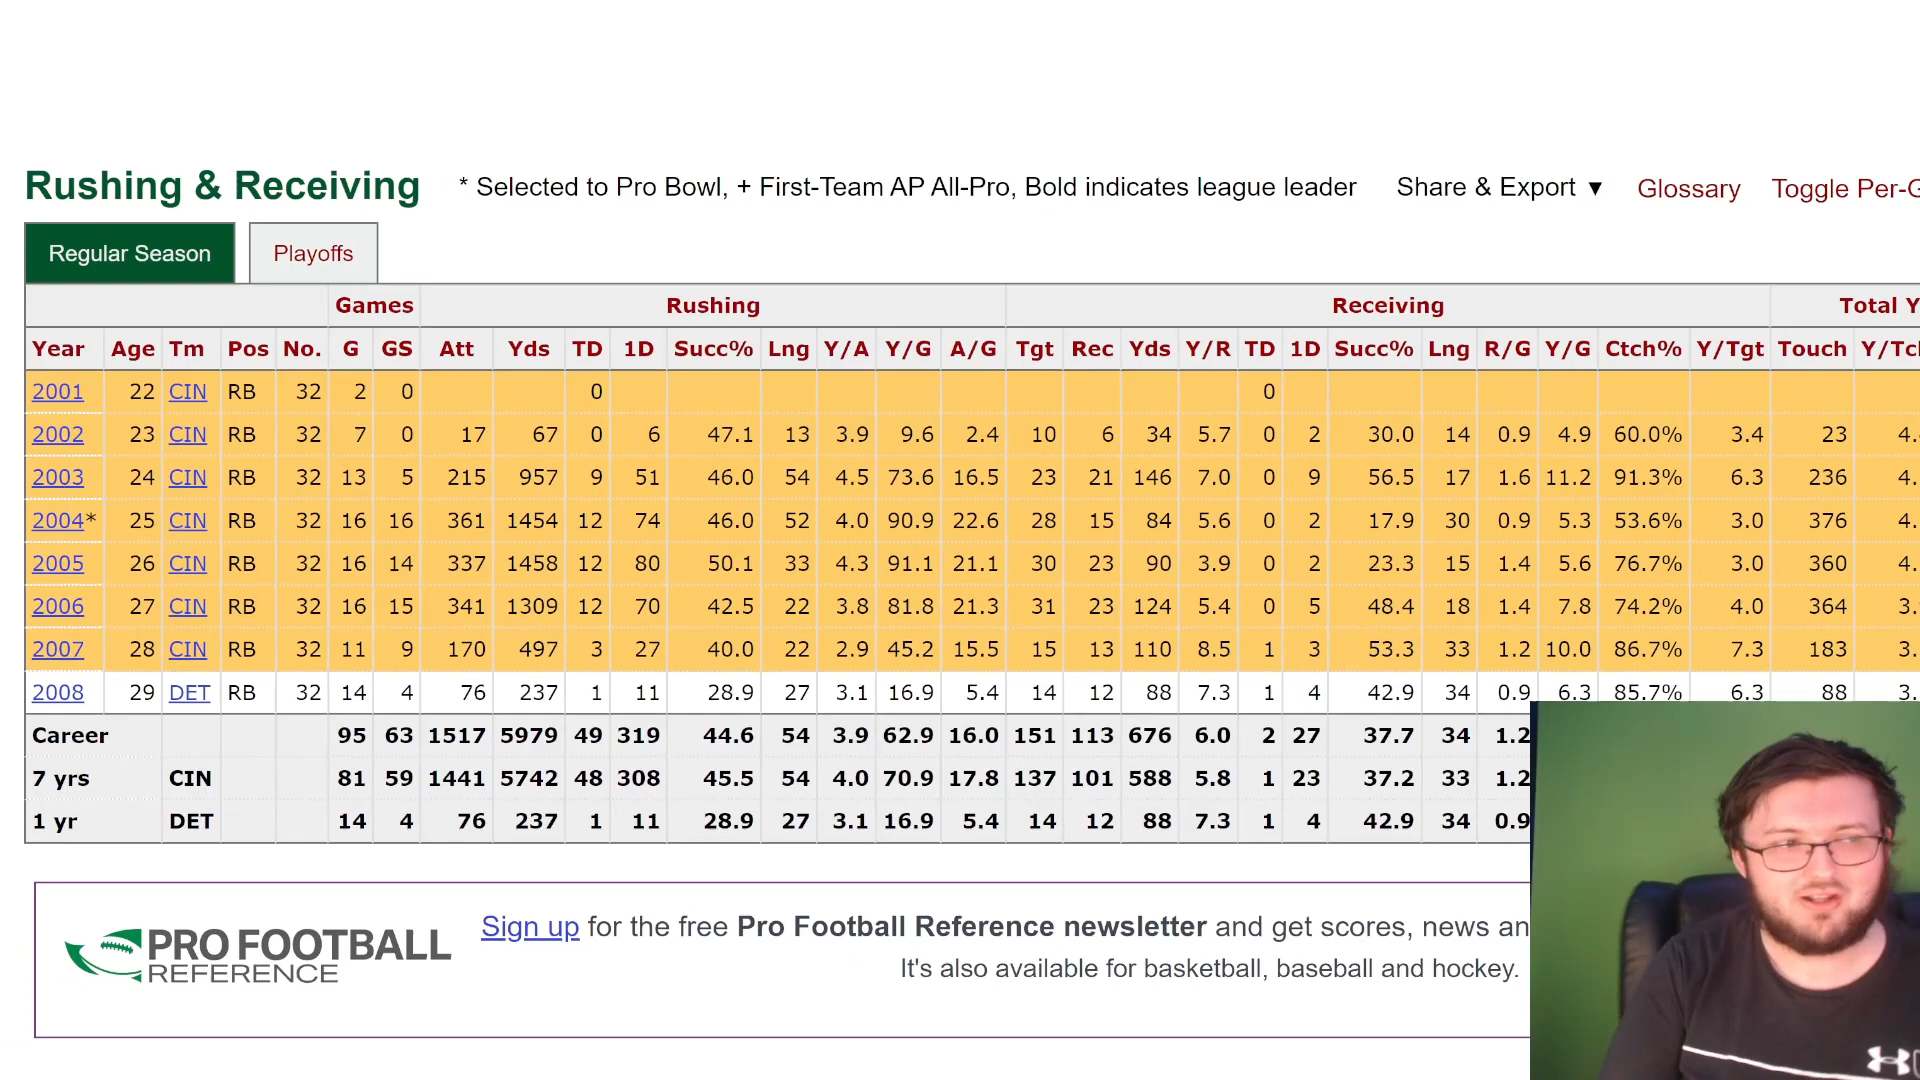 Rushing & Receiving * Selected to Pro Bowl, + First-Team AP All-Pro, Bold indicates league leader Share & Export ▼ Glossary Toggle Per-G
Regular Season Playoffs
Games Rushing Receiving Total Y
Year Age Tm Pos No. G GS Att Yds TD 1D Succ% Lng Y/A Y/G A/G Tgt Rec Yds Y/R TD 1D Succ% Lng R/G Y/G Ctch% Y/Tgt Touch Y/Tch
2001 22 CIN RB 32 2 0 0 0
2002 23 CIN RB 32 7 0 17 67 0 6 47.1 13 3.9 9.6 2.4 10 6 34 5.7 0 2 30.0 14 0.9 4.9 60.0% 3.4 23 4.
2003 24 CIN RB 32 13 5 215 957 9 51 46.0 54 4.5 73.6 16.5 23 21 146 7.0 0 9 56.5 17 1.6 11.2 91.3% 6.3 236 4.
2004* 25 CIN RB 32 16 16 361 1454 12 74 46.0 52 4.0 90.9 22.6 28 15 84 5.6 0 2 17.9 30 0.9 5.3 53.6% 3.0 376 4.
2005 26 CIN RB 32 16 14 337 1458 12 80 50.1 33 4.3 91.1 21.1 30 23 90 3.9 0 2 23.3 15 1.4 5.6 76.7% 3.0 360 4.
2006 27 CIN RB 32 16 15 341 1309 12 70 42.5 22 3.8 81.8 21.3 31 23 124 5.4 0 5 48.4 18 1.4 7.8 74.2% 4.0 364 3.
2007 28 CIN RB 32 11 9 170 497 3 27 40.0 22 2.9 45.2 15.5 15 13 110 8.5 1 3 53.3 33 1.2 10.0 86.7% 7.3 183 3.
2008 29 DET RB 32 14 4 76 237 1 11 28.9 27 3.1 16.9 5.4 14 12 88 7.3 1 4 42.9 34 0.9 6.3 85.7% 6.3 88 3.
Career 95 63 1517 5979 49 319 44.6 54 3.9 62.9 16.0 151 113 676 6.0 2 27 37.7 34 1.2
7 yrs CIN 81 59 1441 5742 48 308 45.5 54 4.0 70.9 17.8 137 101 588 5.8 1 23 37.2 33 1.2
1 yr DET 14 4 76 237 1 11 28.9 27 3.1 16.9 5.4 14 12 88 7.3 1 4 42.9 34 0.9
PRO FOOTBALL
REFERENCE
Sign up for the free Pro Football Reference newsletter and get scores, news an
It's also available for basketball, baseball and hockey.